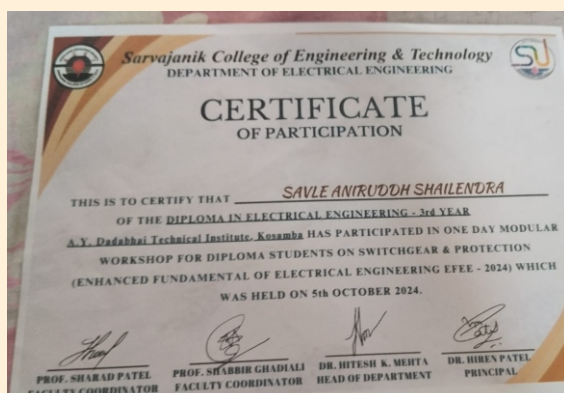 Sarvajanik College of Engineering & Technology
DEPARTMENT OF ELECTRICAL ENGINEERING
CERTIFICATE
OF PARTICIPATION
THIS IS TO CERTIFY THAT SAVLE ANIRUDDH SHAILENDRA
OF THE DIPLOMA IN ELECTRICAL ENGINEERING - 3rd YEAR
A.Y. Dadabhai Technical Institute, Kosamba HAS PARTICIPATED IN ONE DAY MODULAR
WORKSHOP FOR DIPLOMA STUDENTS ON SWITCHGEAR & PROTECTION
(ENHANCED FUNDAMENTAL OF ELECTRICAL ENGINEERING EFEE - 2024) WHICH
WAS HELD ON 5th OCTOBER 2024.
PROF. SHARAD PATEL PROF. SHABBIR GHADIALI DR. HITESH K. MEHTA DR. HIREN PATEL
FACULTY COORDINATOR FACULTY COORDINATOR HEAD OF DEPARTMENT PRINCIPAL